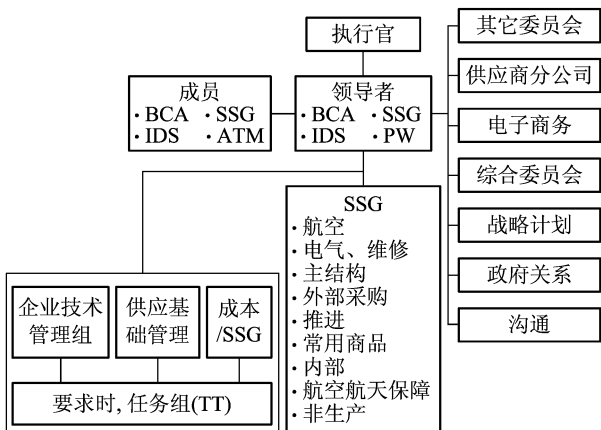 执行官
成员
· BCA · SSG
· IDS · ATM
领导者
· BCA · SSG
· IDS · PW
其它委员会
供应商分公司
电子商务
综合委员会
战略计划
政府关系
沟通
SSG
· 航空
· 电气、维修
· 主结构
· 外部采购
· 推进
· 常用商品
· 内部
· 航空航天保障
· 非生产
企业技术
管理组
供应基
础管理
成本
/SSG
要求时, 任务组(TT)